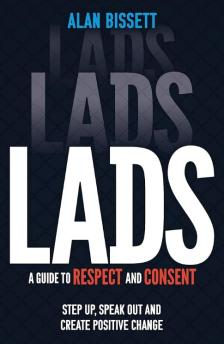 ALAN BISSETT
LADS
LADS
LADS
A GUIDE TO RESPECT AND CONSENT
STEP UP, SPEAK OUT AND
CREATE POSITIVE CHANGE